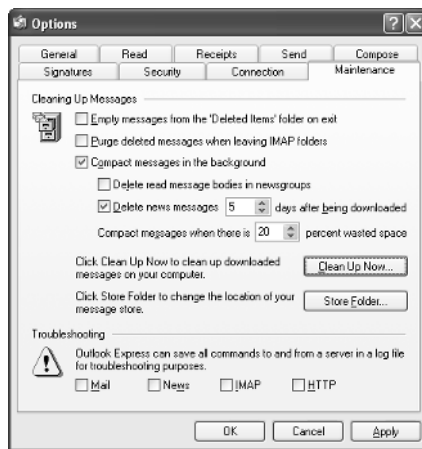 Options
General Read Receipts Send Compose
Signatures Security Connection Maintenance
Cleaning Up Messages
Empty messages from the 'Deleted Items' folder on exit
Purge deleted messages when leaving IMAP folders
Compact messages in the background
Delete read message bodies in newsgroups
Delete news messages 5 days after being downloaded
Compact messages when there is 20 percent wasted space
Click Clean Up Now to clean up downloaded
messages on your computer.
Clean Up Now...
Click Store Folder to change the location of your
message store.
Store Folder...
Troubleshooting
Outlook Express can save all commands to and from a server in a log file
for troubleshooting purposes.
Mail News IMAP HTTP
OK Cancel Apply